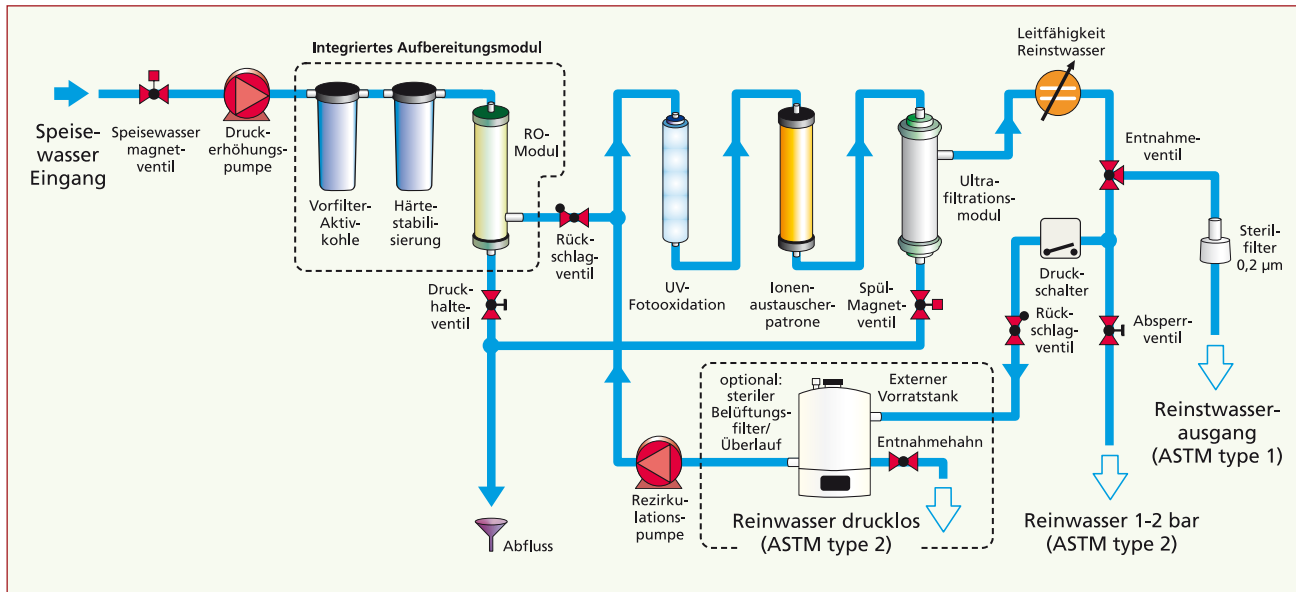 Integriertes Aufbereitungsmodul
Leitfähigkeit
Reinstwasser
Speise-
wasser
Eingang
Speisewasser
magnet-
ventil
Druck-
erhöhungs-
pumpe
Vorfilter-
Aktiv-
kohle
Härte-
stabili-
sierung
RO-
Modul
Rück-
schlag-
ventil
Druck-
halte-
ventil
UV-
Fotooxidation
Ionen-
austauscher-
patrone
Ultra-
filtrations-
modul
Spül-
Magnet-
ventil
Entnahme-
ventil
Druck-
schalter
Rück-
schlag-
ventil
Absperr-
ventil
Steril-
filter
0,2 µm
optional:
steriler
Belüftungs-
filter/
Überlauf
Externer
Vorratstank
Entnahmehahn
Rezirku-
lations-
pumpe
Abfluss
Reinwasser drucklos
(ASTM type 2)
Reinwasser 1-2 bar
(ASTM type 2)
Reinstwasser-
ausgang
(ASTM type 1)